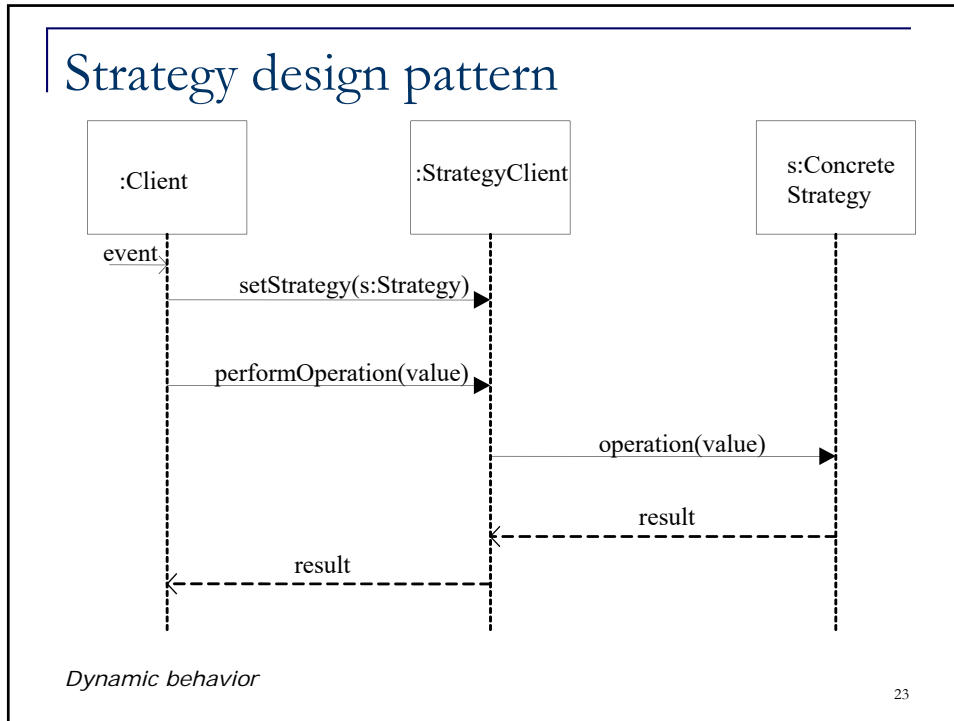 Strategy design pattern
:Client
:StrategyClient
s:Concrete
Strategy
event
setStrategy(s:Strategy)
performOperation(value)
operation(value)
result
result
Dynamic behavior
23